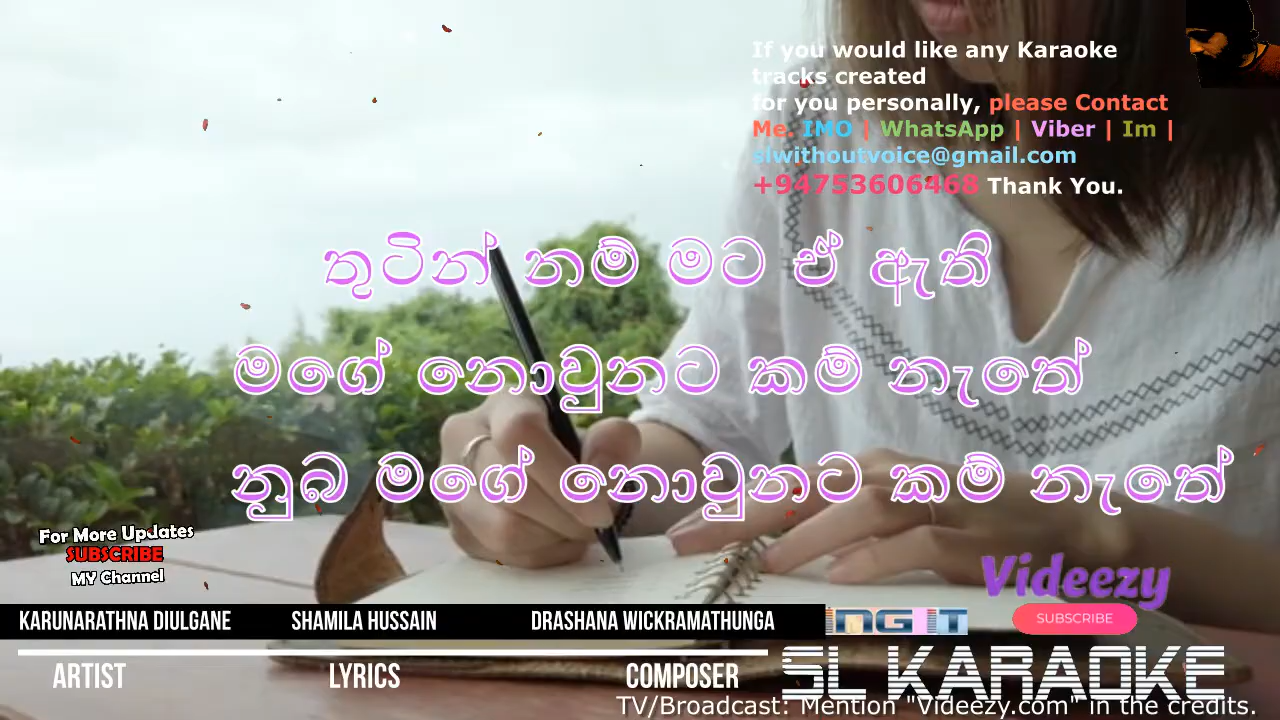 If you would like any Karaoke
tracks created
for you personally, please Contact
Me. IMO | WhatsApp | Viber | Im |
slwithoutvoice@gmail.com
+94753606468 Thank You.
තුටින් නම් මට ඒ ඇති
මගේ නොවුනට කම් නැතේ
නුබ මගේ නොවුනට කම් නැතේ
For More Updates
SUBSCRIBE
MY Channel
Videezy
SUBSCRIBE
KARUNARATHNA DIULGANE SHAMILA HUSSAIN DRASHANA WICKRAMATHUNGA
ARTIST LYRICS COMPOSER
SL KARAOKE
TV/Broadcast: Mention "Videezy.com" in the credits.